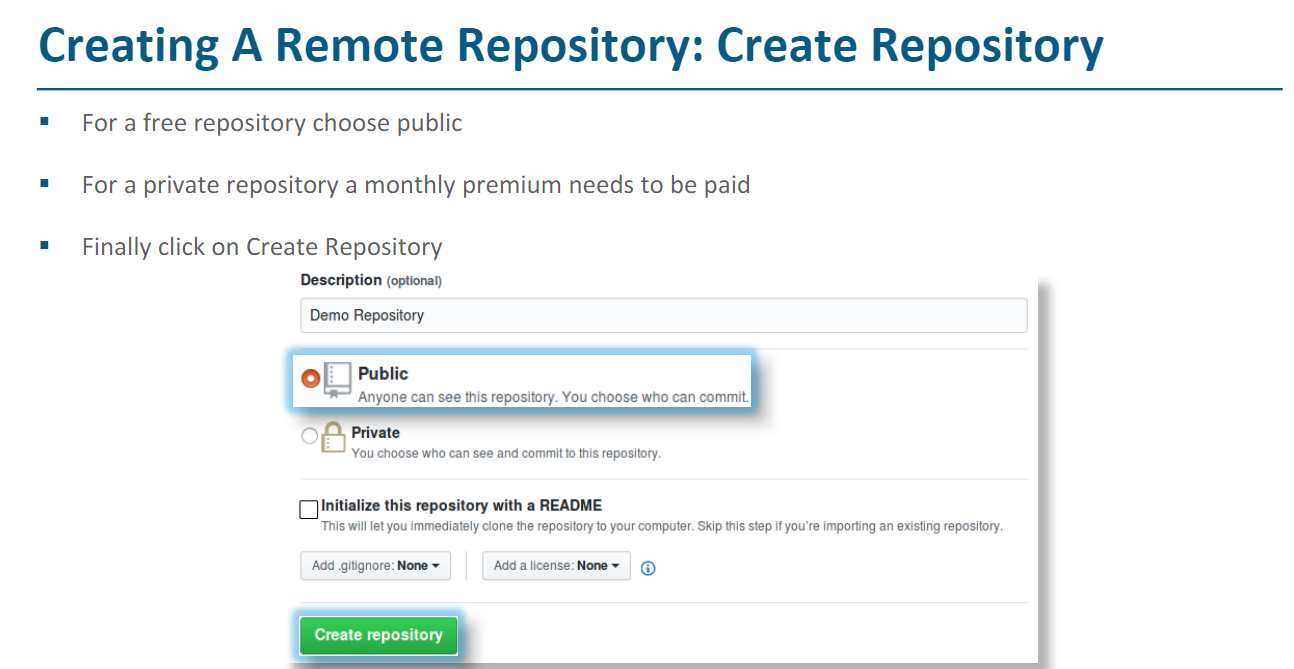 Creating A Remote Repository: Create Repository
For a free repository choose public
For a private repository a monthly premium needs to be paid
Finally click on Create Repository
Description (optional)
Demo Repository
Public
Anyone can see this repository. You choose who can commit.
Private
You choose who can see and commit to this repository.
Initialize this repository with a README
This will let you immediately clone the repository to your computer. Skip this step if you're importing an existing repository.
Add .gitignore: None Add a license: None
Create repository